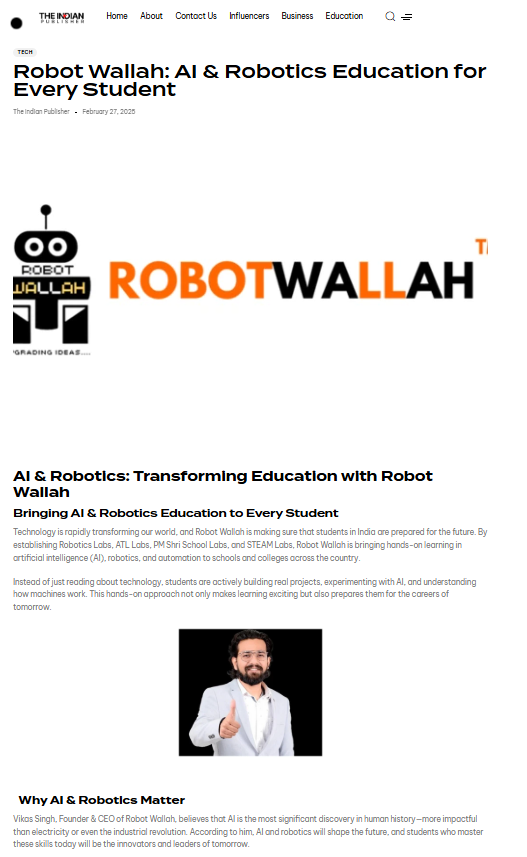 THE INDIAN
PUBLISHER
Home About Contact Us Influencers Business Education
TECH
Robot Wallah: AI & Robotics Education for
Every Student
The Indian Publisher • February 27, 2025
ROBOT
WALLAH
PGRADING IDEAS.....
ROBOTWALLAH
T
AI & Robotics: Transforming Education with Robot
Wallah
Bringing AI & Robotics Education to Every Student
Technology is rapidly transforming our world, and Robot Wallah is making sure that students in India are prepared for the future. By
establishing Robotics Labs, ATL Labs, PM Shri School Labs, and STEAM Labs, Robot Wallah is bringing hands-on learning in
artificial intelligence (AI), robotics, and automation to schools and colleges across the country.
Instead of just reading about technology, students are actively building real projects, experimenting with AI, and understanding
how machines work. This hands-on approach not only makes learning exciting but also prepares them for the careers of
tomorrow.
Why AI & Robotics Matter
Vikas Singh, Founder & CEO of Robot Wallah, believes that AI is the most significant discovery in human history—more impactful
than electricity or even the industrial revolution. According to him, AI and robotics will shape the future, and students who master
these skills today will be the innovators and leaders of tomorrow.